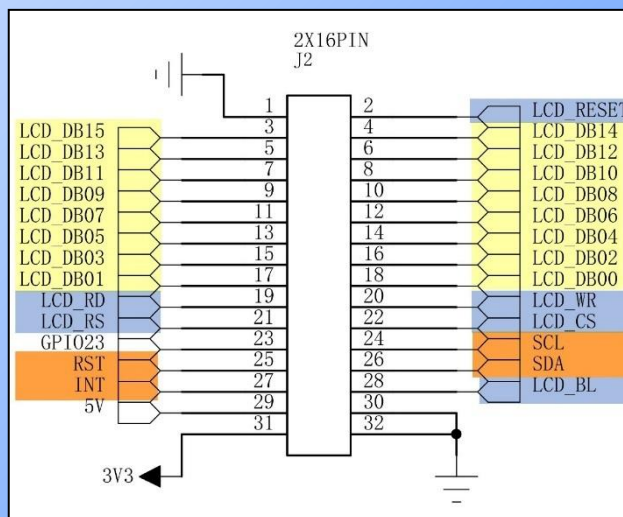 2X16PIN
J2
1 2 LCD_RESET
LCD_DB15 3 4 LCD_DB14
LCD_DB13 5 6 LCD_DB12
LCD_DB11 7 8 LCD_DB10
LCD_DB09 9 10 LCD_DB08
LCD_DB07 11 12 LCD_DB06
LCD_DB05 13 14 LCD_DB04
LCD_DB03 15 16 LCD_DB02
LCD_DB01 17 18 LCD_DB00
LCD_RD 19 20 LCD_WR
LCD_RS 21 22 LCD_CS
GPIO23 23 24 SCL
RST 25 26 SDA
INT 27 28 LCD_BL
5V 29 30
31 32
3V3